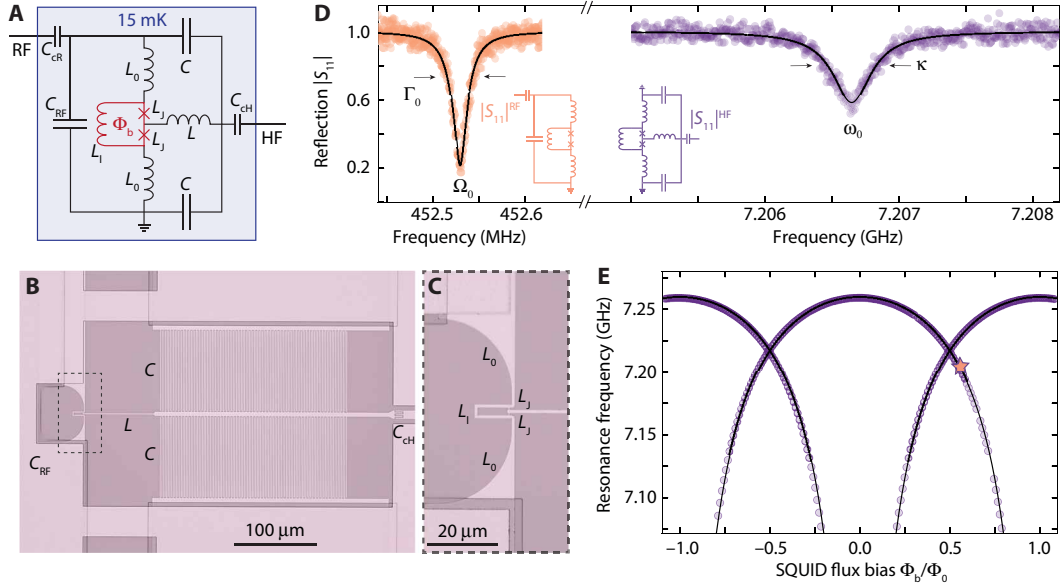 A
15 mK
RF
C_cR
C
L_0
C_RF
Φ_b
L_J
L_J
L
C_cH
HF
L_I
L_0
C
D
Reflection |S_11|
1.0
0.6
0.2
Γ_0
Ω_0
|S_11|^RF
452.5
452.6
Frequency (MHz)
|S_11|^HF
κ
ω_0
7.206
7.207
7.208
Frequency (GHz)
B
C
L
C
C_RF
C_cH
100 μm
C
L_0
L_J
L_I
L_J
L_0
20 μm
E
Resonance frequency (GHz)
7.25
7.20
7.15
7.10
−1.0
−0.5
0.0
0.5
1.0
SQUID flux bias Φ_b/Φ_0